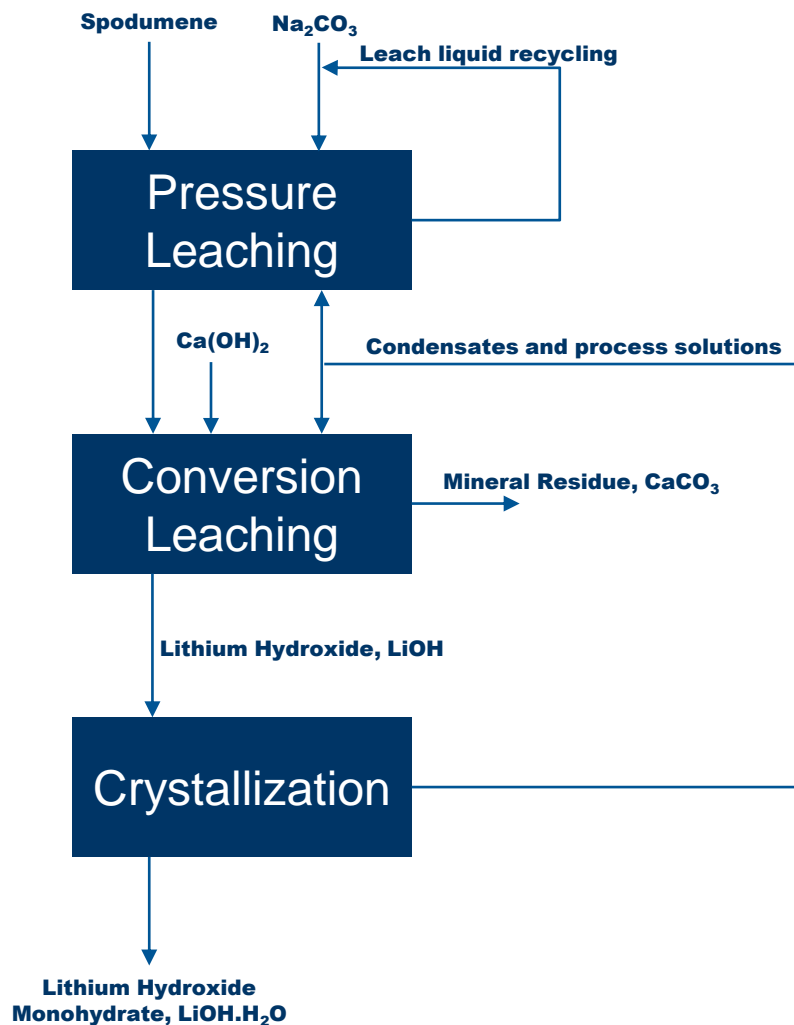 Spodumene
Na₂CO₃
Leach liquid recycling
Pressure
Leaching
Ca(OH)₂
Condensates and process solutions
Conversion
Leaching
Mineral Residue, CaCO₃
Lithium Hydroxide, LiOH
Crystallization
Lithium Hydroxide
Monohydrate, LiOH.H₂O